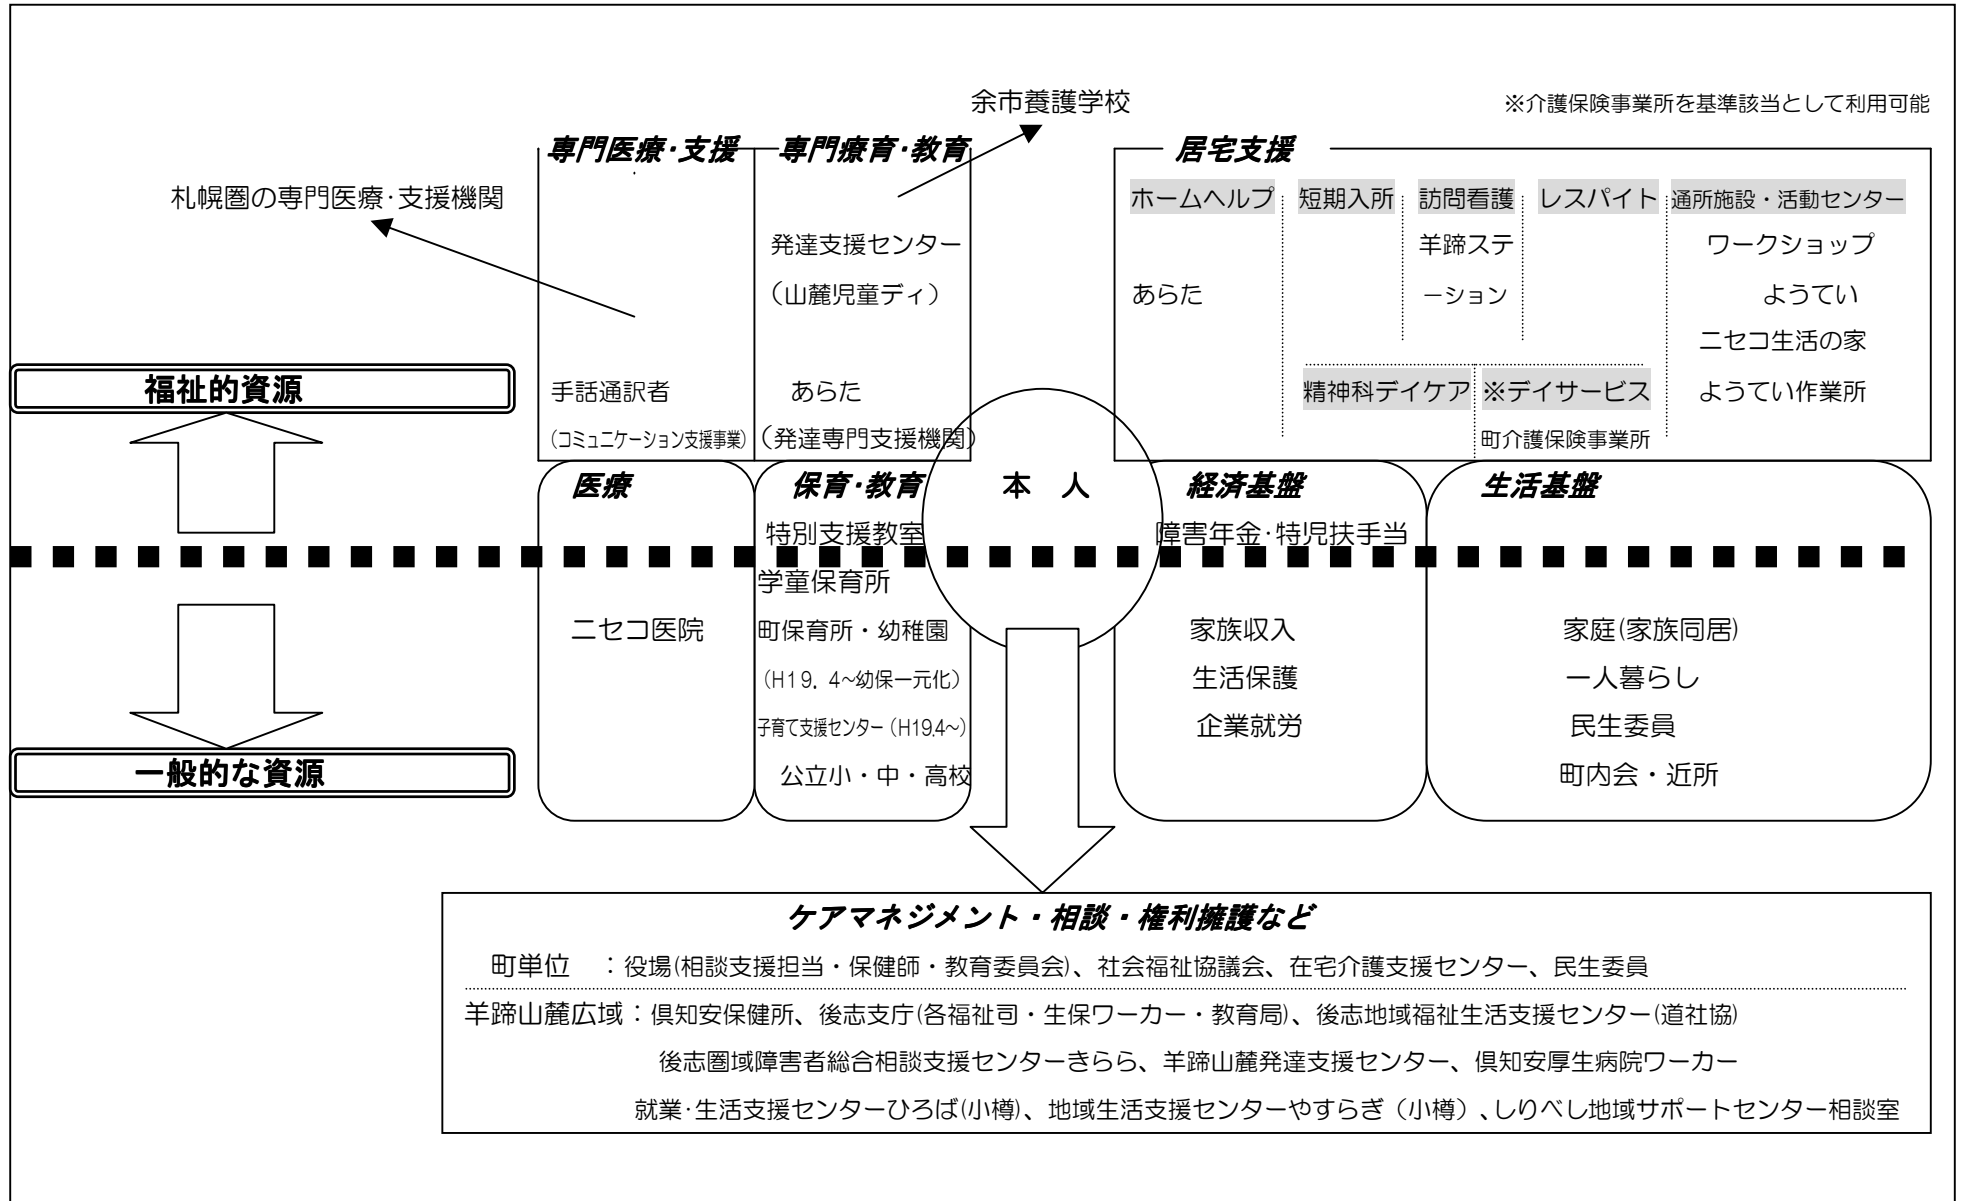 余市養護学校
※介護保険事業所を基準該当として利用可能
札幌圏の専門医療･支援機関
専門医療･支援
手話通訳者
(コミュニケーション支援事業)
専門療育･教育
発達支援センター
（山麓児童ディ）
あらた
（発達専門支援機関）
居宅支援
ホームヘルプ
あらた
短期入所
訪問看護
羊蹄ステ
ーション
レスパイト
通所施設・活動センター
ワークショップ
ようてい
ニセコ生活の家
ようてい作業所
精神科デイケア
※デイサービス
町介護保険事業所
福祉的資源
一般的な資源
医療
ニセコ医院
保育･教育
特別支援教室
学童保育所
町保育所・幼稚園
（H１９．４~幼保一元化）
子育て支援センター（H19,4～）
公立小・中・高校
本　人
経済基盤
障害年金･特児扶手当
家族収入
生活保護
企業就労
生活基盤
家庭(家族同居)
一人暮らし
民生委員
町内会・近所
ケアマネジメント・相談・権利擁護など
町単位　：役場(相談支援担当・保健師・教育委員会)、社会福祉協議会、在宅介護支援センター、民生委員
羊蹄山麓広域：倶知安保健所、後志支庁(各福祉司・生保ワーカー・教育局)、後志地域福祉生活支援センター(道社協)
後志圏域障害者総合相談支援センターきらら、羊蹄山麓発達支援センター、倶知安厚生病院ワーカー
就業･生活支援センターひろば(小樽)、地域生活支援センターやすらぎ（小樽）､しりべし地域サポートセンター相談室